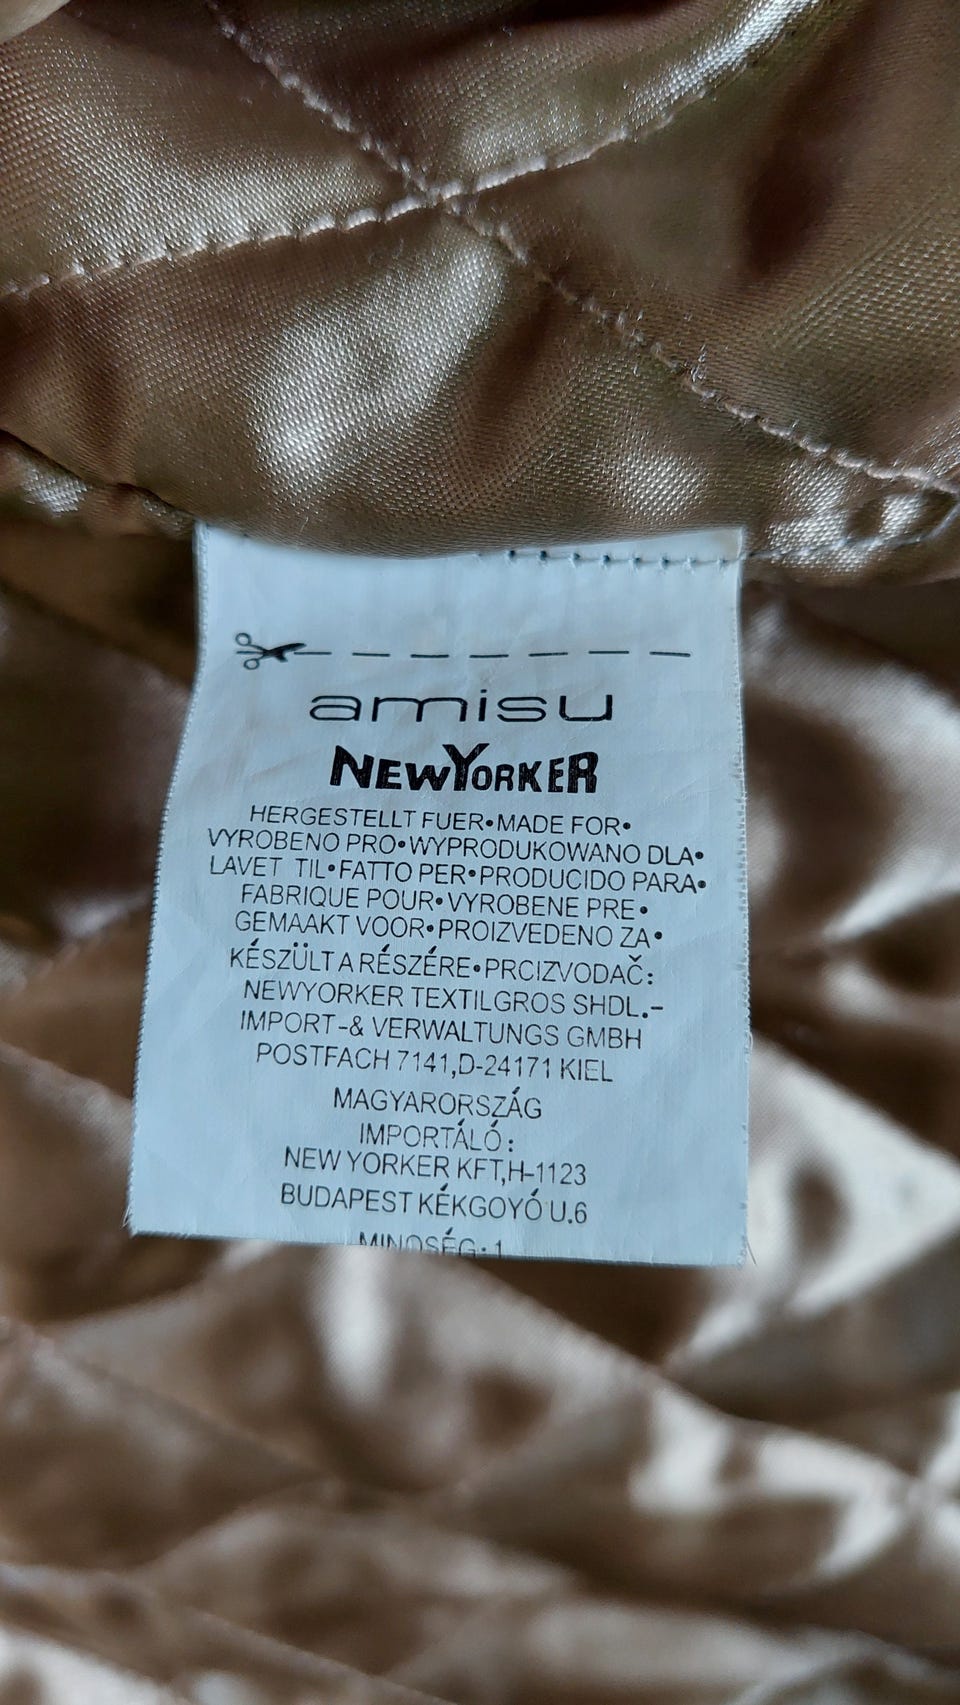 amisu
NEWYORKER
HERGESTELLT FUER•MADE FOR•
VYROBENO PRO•WYPRODUKOWANO DLA•
LAVET TIL•FATTO PER•PRODUCIDO PARA•
FABRIQUE POUR•VYROBENE PRE•
GEMAAKT VOOR•PROIZVEDENO ZA•
KÉSZÜLT A RÉSZÉRE•PRCIZVODAČ:
NEWYORKER TEXTILGROS SHDL.-
IMPORT-& VERWALTUNGS GMBH
POSTFACH 7141,D-24171 KIEL
MAGYARORSZÁG
IMPORTÁLÓ:
NEW YORKER KFT,H-1123
BUDAPEST KÉKGOYÓ U.6
MINOSÉG:1